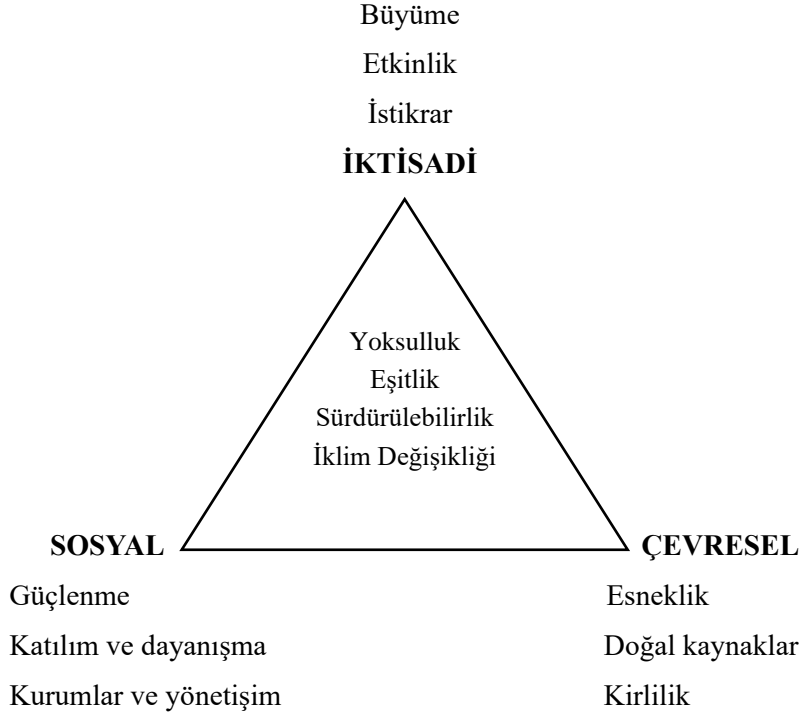 Büyüme
Etkinlik
İstikrar
İKTİSADİ
Yoksulluk
Eşitlik
Sürdürülebilirlik
İklim Değişikliği
SOSYAL
ÇEVRESEL
Güçlenme
Esneklik
Katılım ve dayanışma
Doğal kaynaklar
Kurumlar ve yönetişim
Kirlilik